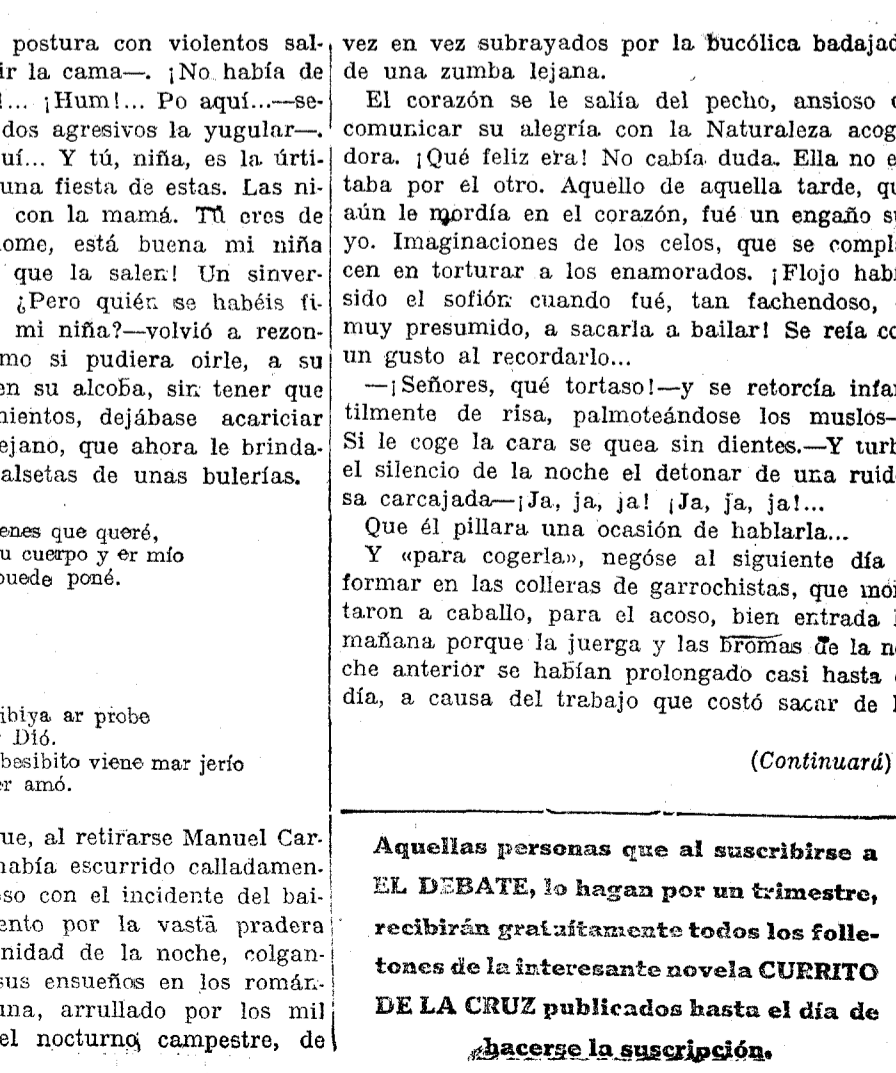 postura con violentos sal-
ir la cama—. ¡No había de
!... ¡Hum!... Po aquí...—se-
dos agresivos la yugular—.
uí... Y tú, niña, es la úrti-
una fiesta de estas. Las ni-
con la mamá. Tú eres de
ome, está buena mi niña
que la salen! Un sinver-
¿Pero quién se habéis fi-
mi niña?—volvió a rezon-
mo si pudiera oirle, a su
en su alcoba, sin tener que
mientos, dejábase acariciar
ejano, que ahora le brinda-
alsetas de unas bulerías.
enes que queré,
u cuerpo y er mío
puede poné.
ibiya ar probe
Dió.
besibito viene mar jerío
er amó.
ue, al retirarse Manuel Car-
había escurrido calladamen-
oso con el incidente del bai-
ento por la vasta pradera
nidad de la noche, colgan-
sus ensueños en los román-
una, arrullado por los mil
el nocturno campestre, de
vez en vez subrayados por la bucólica badajad
de una zumba lejana.
El corazón se le salía del pecho, ansioso d
comunicar su alegría con la Naturaleza acog
dora. ¡Qué feliz era! No cabía duda. Ella no e
taba por el otro. Aquello de aquella tarde, qu
aún le mordía en el corazón, fué un engaño su
yo. Imaginaciones de los celos, que se compla
cen en torturar a los enamorados. ¡Flojo habí
sido el sofión cuando fué, tan fachendoso,
muy presumido, a sacarla a bailar! Se reía co
un gusto al recordarlo...
—¡Señores, qué tortaso!—y se retorcía infan
tilmente de risa, palmoteándose los muslos—
Si le coge la cara se quea sin dientes.—Y turb
el silencio de la noche el detonar de una ruido
sa carcajada—¡Ja, ja, ja! ¡Ja, ja, ja!...
Que él pillara una ocasión de hablarla...
Y «para cogerla», negóse al siguiente día
formar en las colleras de garrochistas, que mon
taron a caballo, para el acoso, bien entrada l
mañana porque la juerga y las bromas de la no
che anterior se habían prolongado casi hasta e
día, a causa del trabajo que costó sacar de l
(Continuará)
Aquellas personas que al suscribirse a
EL DEBATE, lo hagan por un trimestre,
recibirán gratuítamente todos los folle-
tones de la interesante novela CURRITO
DE LA CRUZ publicados hasta el día de
hacerse la suscripción.